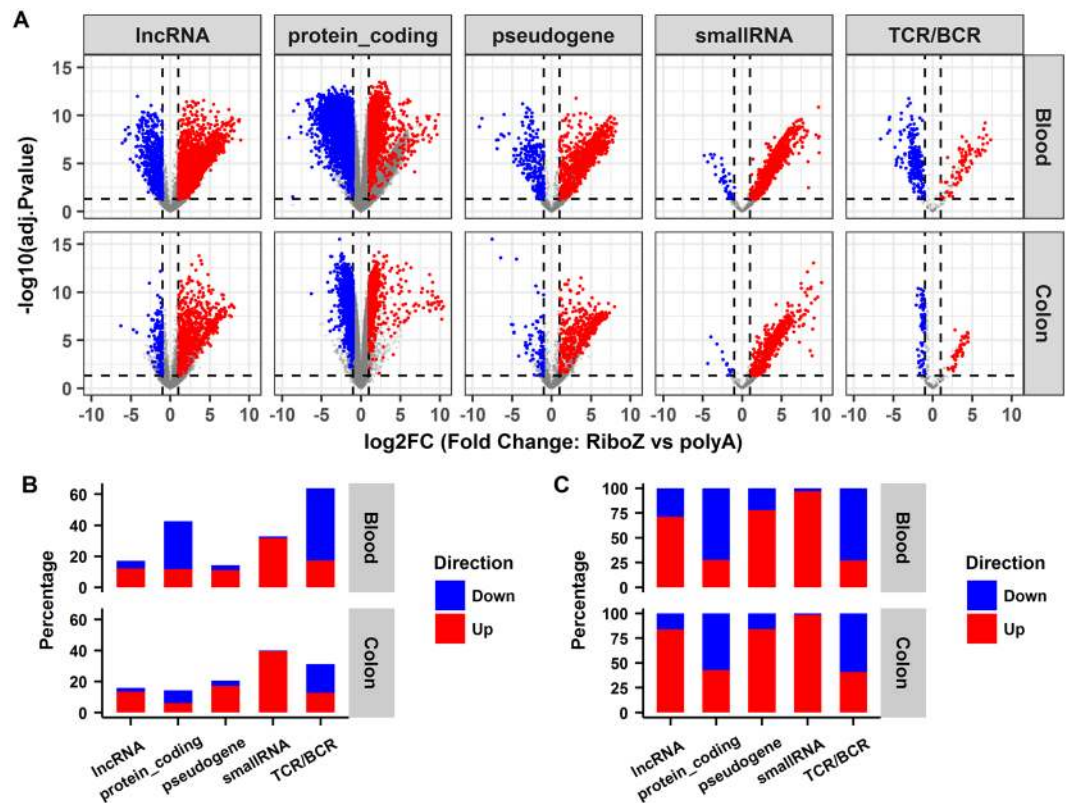 A
lncRNA protein_coding pseudogene smallRNA TCR/BCR
15
10
5
0
Blood
15
10
5
0
Colon
-log10(adj.Pvalue)
-10 -5 0 5 10 -10 -5 0 5 10 -10 -5 0 5 10 -10 -5 0 5 10 -10 -5 0 5 10
log2FC (Fold Change: RiboZ vs polyA)
B
60
40
20
0
Blood
60
40
20
0
Colon
Percentage
lncRNA protein_coding pseudogene smallRNA TCR/BCR
Direction
Down
Up
C
100
75
50
25
0
Blood
100
75
50
25
0
Colon
Percentage
lncRNA protein_coding pseudogene smallRNA TCR/BCR
Direction
Down
Up